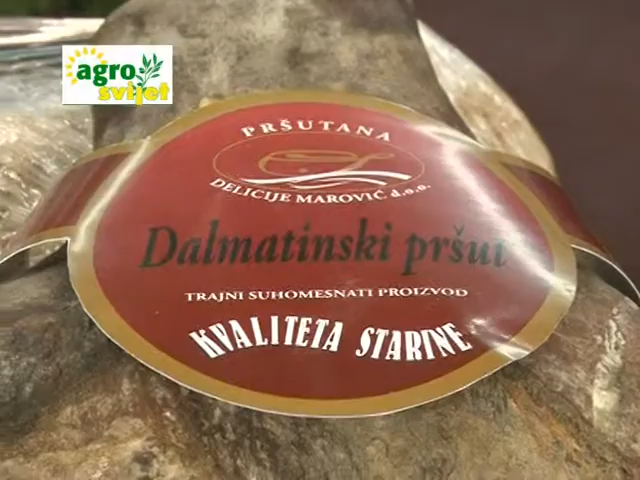 agro
svijet
PRŠUTANA
DELICIJE MAROVIĆ d.o.o.
Dalmatinski pršut
TRAJNI SUHOMESNATI PROIZVOD
KVALITETA STARINE